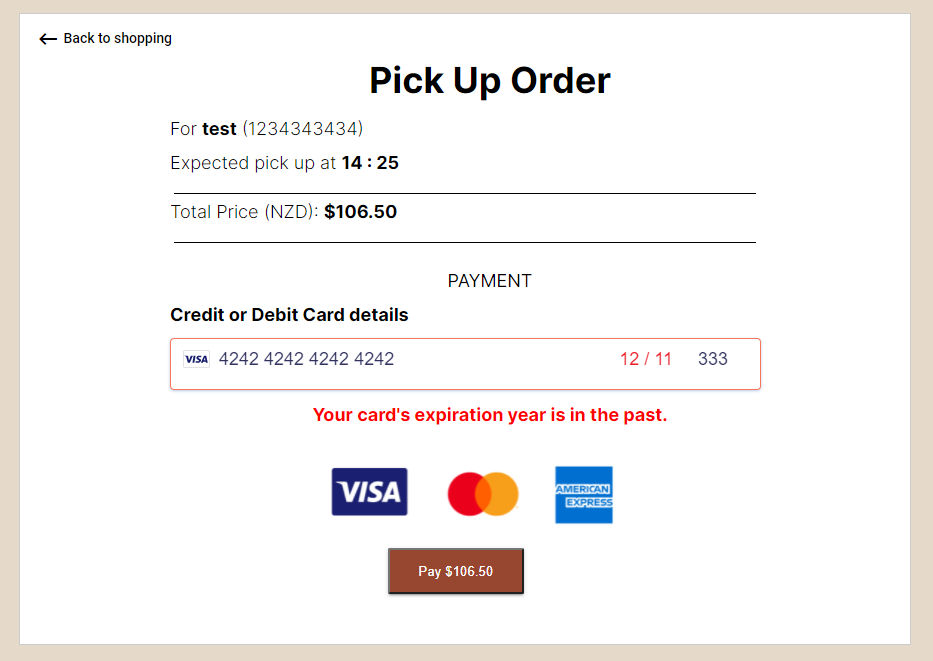 Back to shopping
Pick Up Order
For test (1234343434)
Expected pick up at 14 : 25
Total Price (NZD): $106.50
PAYMENT
Credit or Debit Card details
VISA 4242 4242 4242 4242 12 / 11 333
Your card's expiration year is in the past.
VISA AMERICAN EXPRESS
Pay $106.50